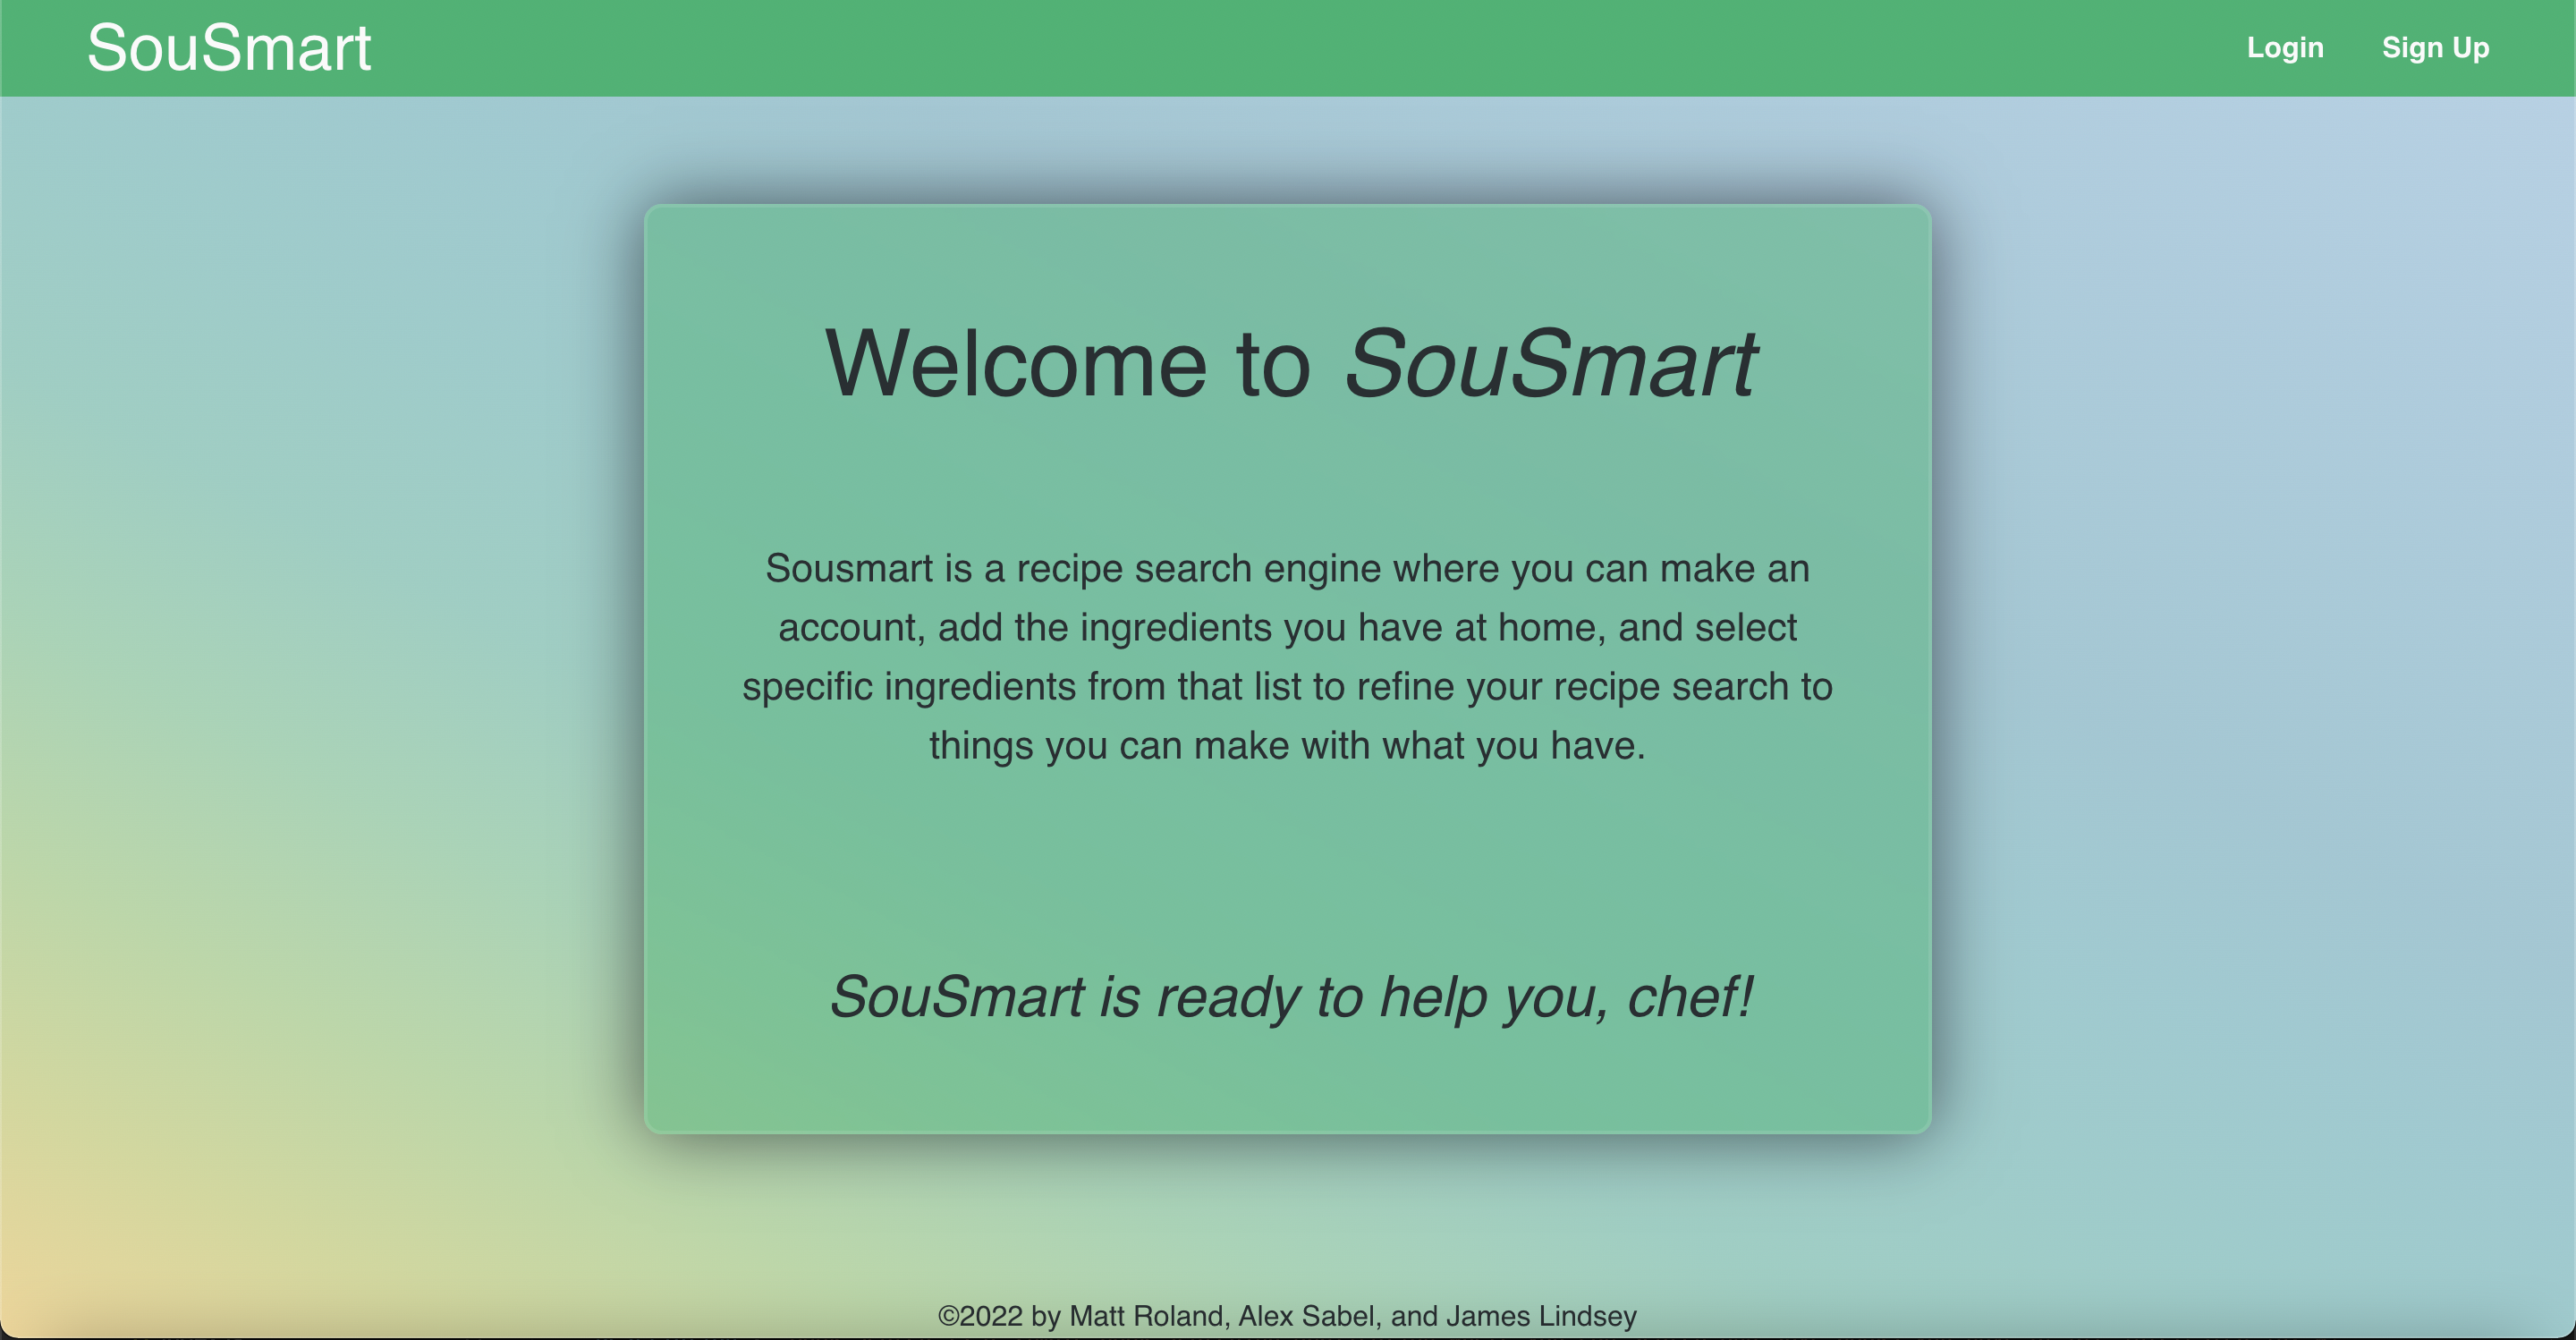 SouSmart
Login
Sign Up
Welcome to SouSmart
Sousmart is a recipe search engine where you can make an
account, add the ingredients you have at home, and select
specific ingredients from that list to refine your recipe search to
things you can make with what you have.
SouSmart is ready to help you, chef!
©2022 by Matt Roland, Alex Sabel, and James Lindsey